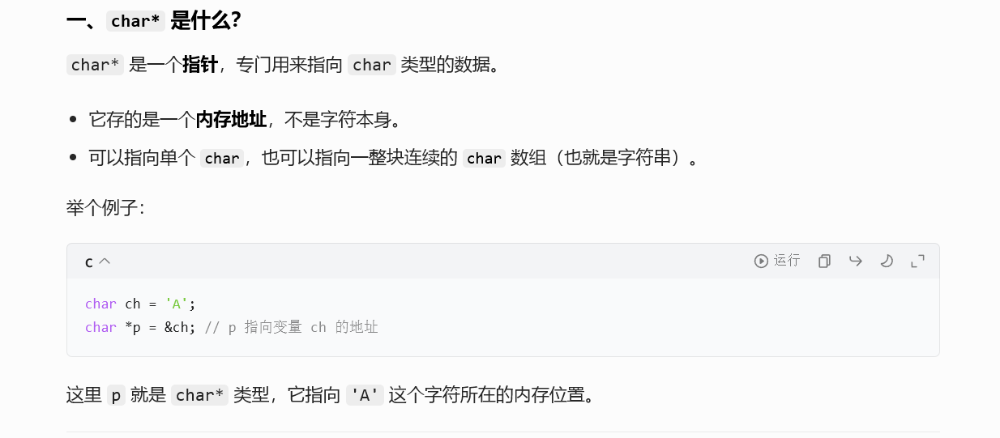 一、char* 是什么？
char* 是一个指针，专门用来指向 char 类型的数据。
它存的是一个内存地址，不是字符本身。
可以指向单个 char，也可以指向一整块连续的 char 数组（也就是字符串）。
举个例子：
c 运行
char ch = 'A';
char *p = &ch; // p 指向变量 ch 的地址
这里 p 就是 char* 类型，它指向 'A' 这个字符所在的内存位置。